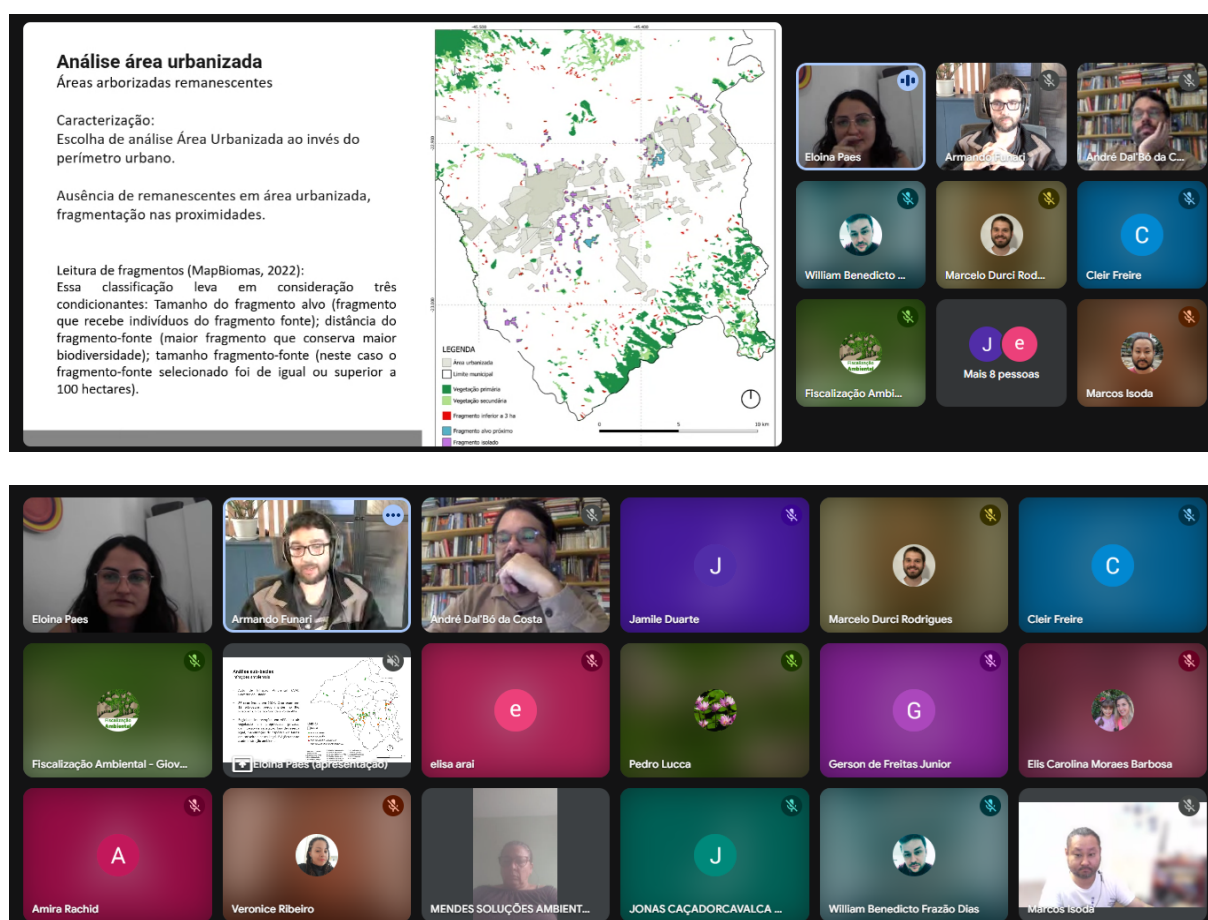 Análise área urbanizada
Áreas arborizadas remanescentes
Caracterização:
Escolha de análise Área Urbanizada ao invés do
perímetro urbano.
Ausência de remanescentes em área urbanizada,
fragmentação nas proximidades.
Leitura de fragmentos (MapBiomas, 2022):
Essa classificação leva em consideração três
condicionantes: Tamanho do fragmento alvo (fragmento
que recebe indivíduos do fragmento fonte); distância do
fragmento-fonte (maior fragmento que conserva maior
biodiversidade); tamanho fragmento-fonte (neste caso o
fragmento-fonte selecionado foi de igual ou superior a
100 hectares).
LEGENDA
Área urbanizada
Limite municipal
Vegetação primária
Vegetação secundária
Fragmento inferior a 3 ha
Fragmento alvo próximo
Fragmento isolado
0 5 10 km
Eloina Paes
Armando Funari
André Dal'Bó da C...
William Benedicto ...
Marcelo Durci Rod...
C
Cleir Freire
Fiscalização Ambi...
J e
Mais 8 pessoas
Marcos Isoda
Eloina Paes
Armando Funari
André Dal'Bó da Costa
J
Jamile Duarte
Marcelo Durci Rodrigues
C
Cleir Freire
Fiscalização
Ambiental
Fiscalização Ambiental - Giov...
Eloina Paes (apresentação)
e
elisa arai
Pedro Lucca
G
Gerson de Freitas Junior
Elis Carolina Moraes Barbosa
A
Amira Rachid
Veronice Ribeiro
MENDES SOLUÇÕES AMBIENT...
J
JONAS CAÇADORCAVALCA ...
William Benedicto Frazão Dias
Marcos Isoda